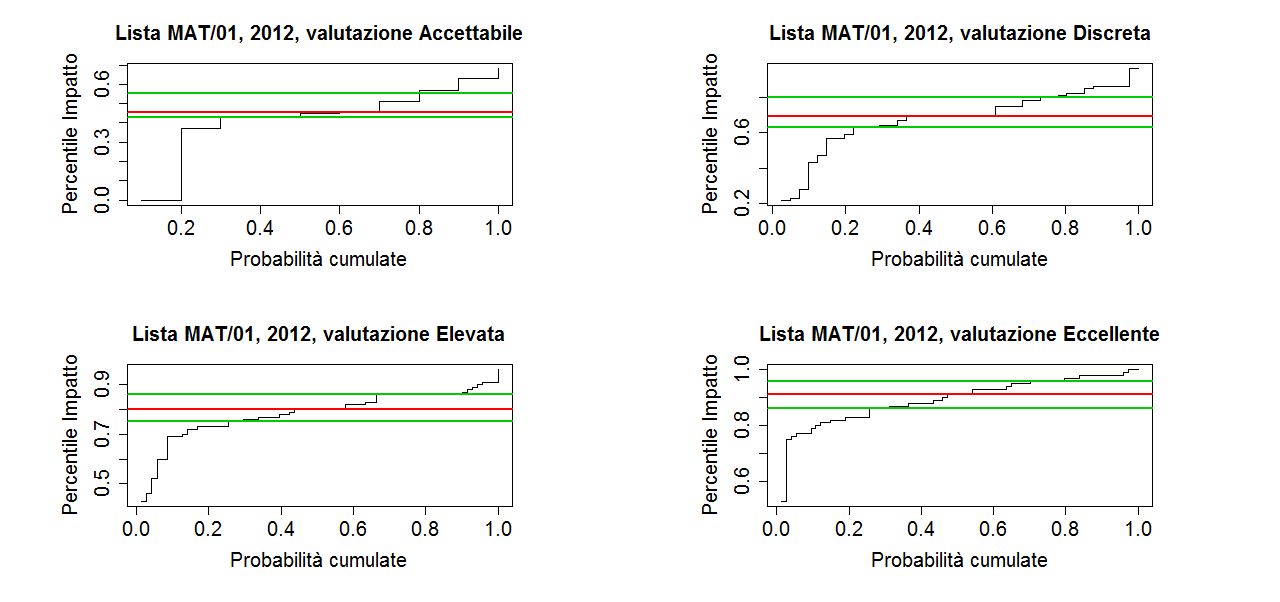 Lista MAT/01, 2012, valutazione Accettabile
Percentile Impatto
0.0 0.3 0.6
0.2 0.4 0.6 0.8 1.0
Probabilità cumulate
Lista MAT/01, 2012, valutazione Discreta
Percentile Impatto
0.2 0.6
0.0 0.2 0.4 0.6 0.8 1.0
Probabilità cumulate
Lista MAT/01, 2012, valutazione Elevata
Percentile Impatto
0.5 0.7 0.9
0.0 0.2 0.4 0.6 0.8 1.0
Probabilità cumulate
Lista MAT/01, 2012, valutazione Eccellente
Percentile Impatto
0.6 0.8 1.0
0.0 0.2 0.4 0.6 0.8 1.0
Probabilità cumulate